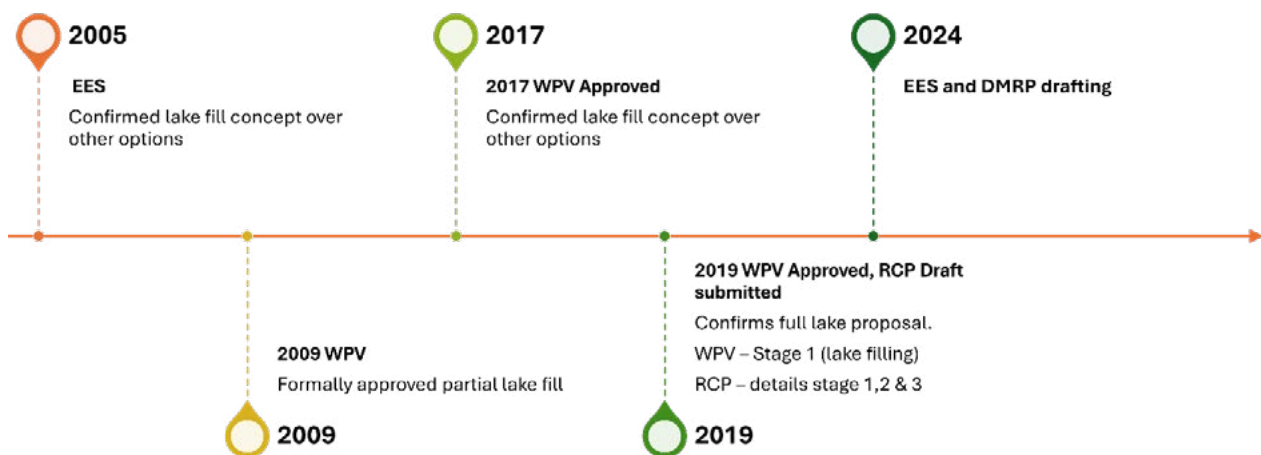 2005
EES
Confirmed lake fill concept over
other options
2009 WPV
Formally approved partial lake fill
2009
2017
2017 WPV Approved
Confirmed lake fill concept over
other options
2019 WPV Approved, RCP Draft
submitted
Confirms full lake proposal.
WPV – Stage 1 (lake filling)
RCP – details stage 1,2 & 3
2019
2024
EES and DMRP drafting